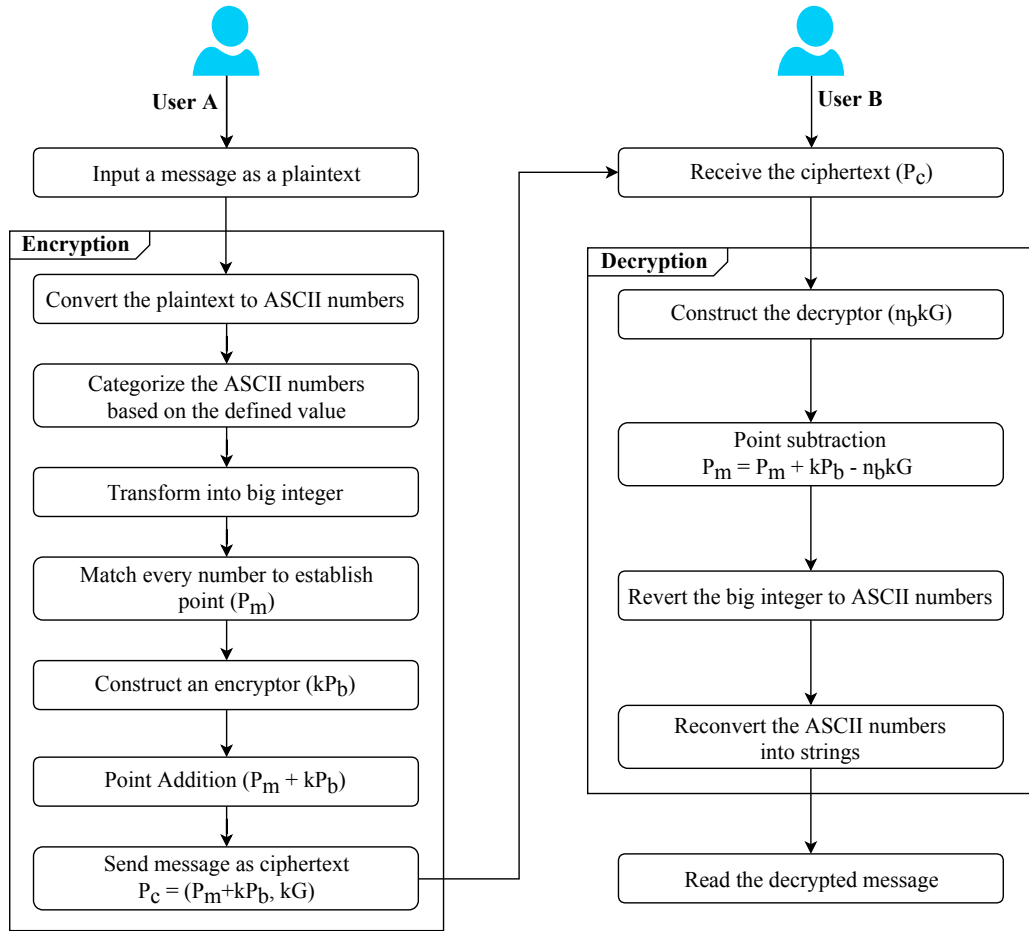 User A
Input a message as a plaintext
Encryption
Convert the plaintext to ASCII numbers
Categorize the ASCII numbers
based on the defined value
Transform into big integer
Match every number to establish
point (Pm)
Construct an encryptor (kPb)
Point Addition (Pm + kPb)
Send message as ciphertext
Pc = (Pm+kPb, kG)
User B
Receive the ciphertext (Pc)
Decryption
Construct the decryptor (nbkG)
Point subtraction
Pm = Pm + kPb - nbkG
Revert the big integer to ASCII numbers
Reconvert the ASCII numbers
into strings
Read the decrypted message